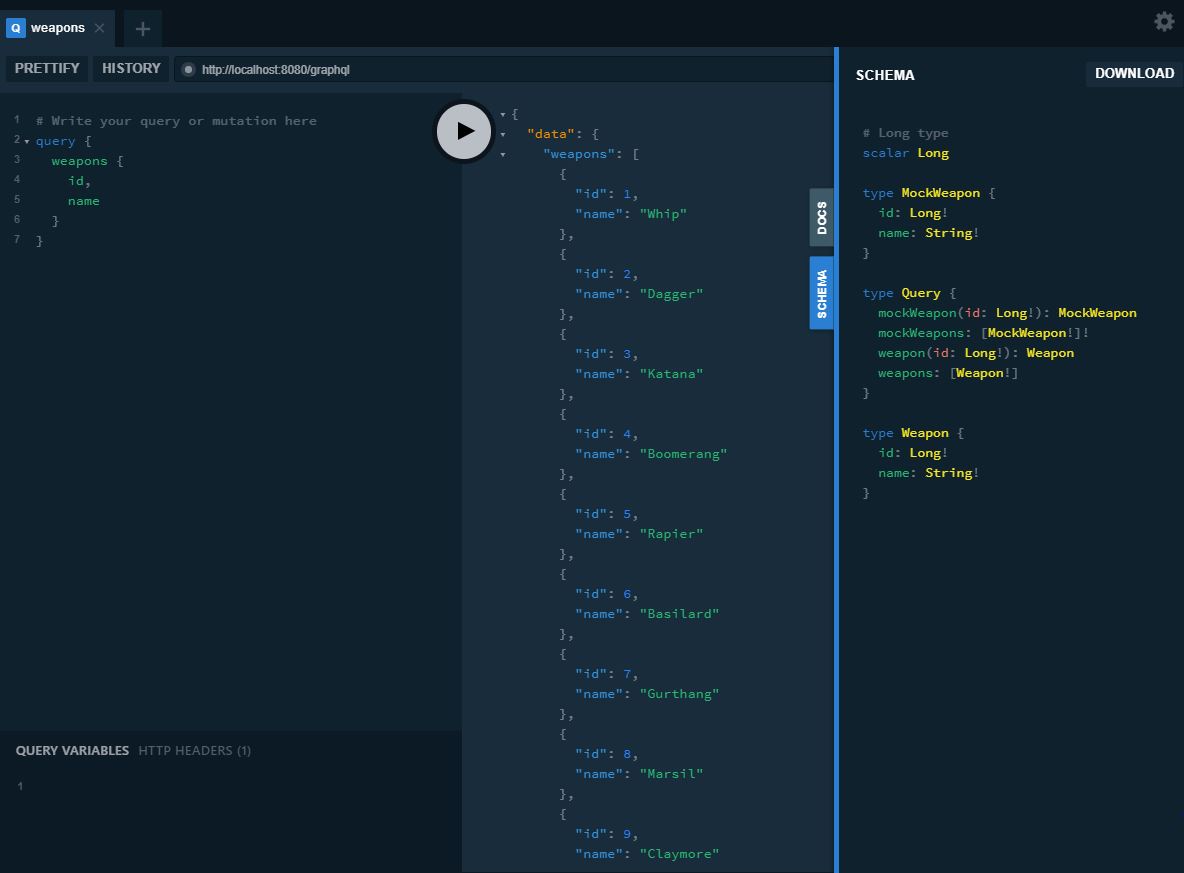 Q weapons
PRETTIFY HISTORY http://localhost:8080/graphql
1 # Write your query or mutation here
2 query {
3 weapons {
4 id,
5 name
6 }
7 }
QUERY VARIABLES HTTP HEADERS (1)
1
{
"data": {
"weapons": [
{
"id": 1,
"name": "Whip"
},
{
"id": 2,
"name": "Dagger"
},
{
"id": 3,
"name": "Katana"
},
{
"id": 4,
"name": "Boomerang"
},
{
"id": 5,
"name": "Rapier"
},
{
"id": 6,
"name": "Basilard"
},
{
"id": 7,
"name": "Gurthang"
},
{
"id": 8,
"name": "Marsil"
},
{
"id": 9,
"name": "Claymore"
DOCS
SCHEMA
SCHEMA DOWNLOAD
# Long type
scalar Long
type MockWeapon {
id: Long!
name: String!
}
type Query {
mockWeapon(id: Long!): MockWeapon
mockWeapons: [MockWeapon!]!
weapon(id: Long!): Weapon
weapons: [Weapon!]
}
type Weapon {
id: Long!
name: String!
}